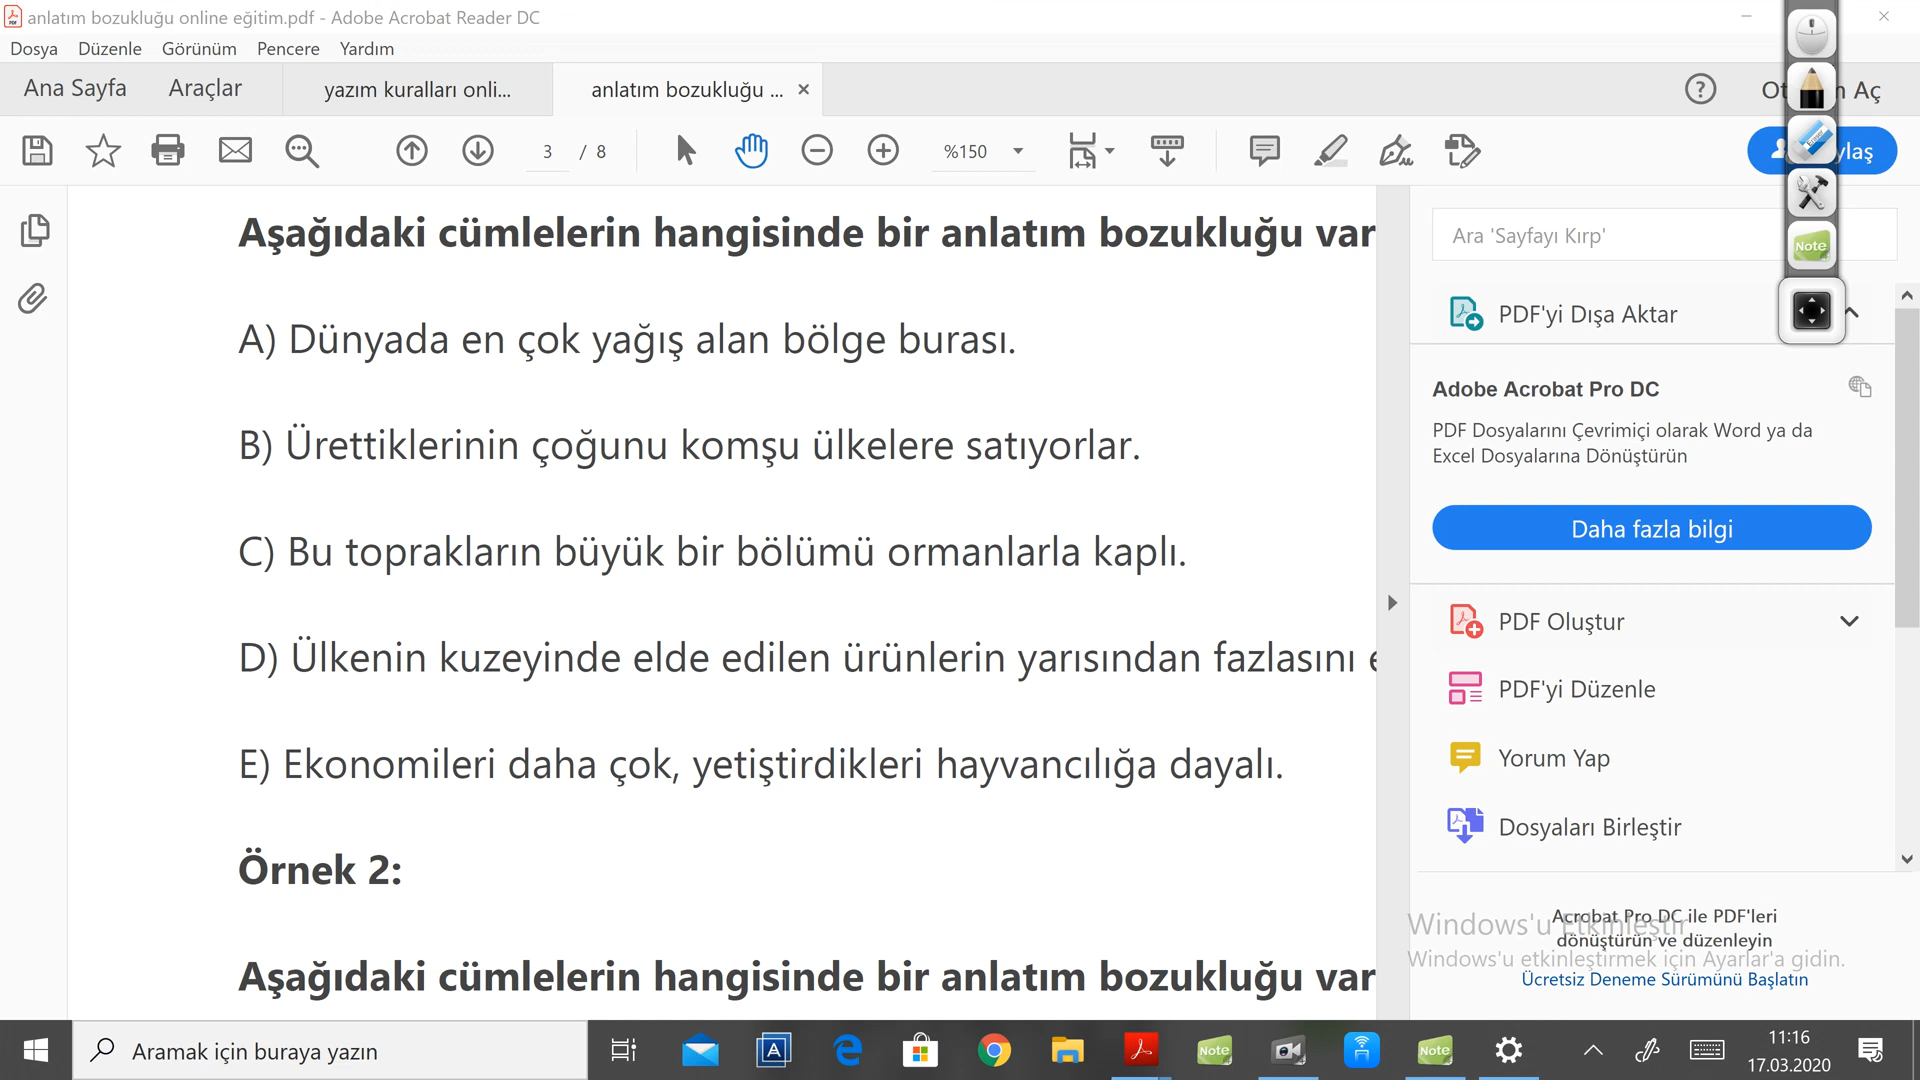 anlatım bozukluğu online eğitim.pdf - Adobe Acrobat Reader DC
Dosya Düzenle Görünüm Pencere Yardım
Ana Sayfa Araçlar yazım kuralları onli... anlatım bozukluğu ... Aç
3 / 8 %150
Aşağıdaki cümlelerin hangisinde bir anlatım bozukluğu var
A) Dünyada en çok yağış alan bölge burası.
B) Ürettiklerinin çoğunu komşu ülkelere satıyorlar.
C) Bu toprakların büyük bir bölümü ormanlarla kaplı.
D) Ülkenin kuzeyinde elde edilen ürünlerin yarısından fazlasını
E) Ekonomileri daha çok, yetiştirdikleri hayvancılığa dayalı.
Örnek 2:
Aşağıdaki cümlelerin hangisinde bir anlatım bozukluğu var
Ara 'Sayfayı Kırp'
Note
PDF'yi Dışa Aktar
Adobe Acrobat Pro DC
PDF Dosyalarını Çevrimiçi olarak Word ya da
Excel Dosyalarına Dönüştürün
Daha fazla bilgi
PDF Oluştur
PDF'yi Düzenle
Yorum Yap
Dosyaları Birleştir
Acrobat Pro DC ile PDF'leri
dönüştürün ve düzenleyin
Ücretsiz Deneme Sürümünü Başlatın
Windows'u Etkinleştir
Windows'u etkinleştirmek için Ayarlar'a gidin.
Aramak için buraya yazın
A
Note
Note
11:16
17.03.2020